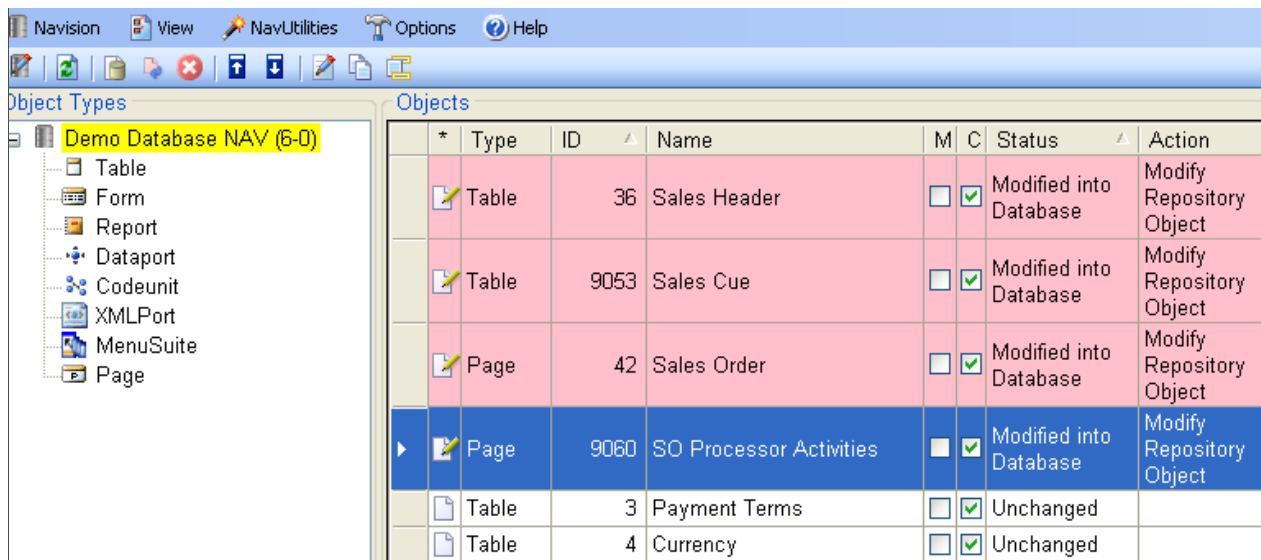 Navision View NavUtilities Options Help
Object Types
Objects
Demo Database NAV (6-0)
Table
Form
Report
Dataport
Codeunit
XMLPort
MenuSuite
Page
* Type ID Name M C Status Action
Table 36 Sales Header Modified into Database Modify Repository Object
Table 9053 Sales Cue Modified into Database Modify Repository Object
Page 42 Sales Order Modified into Database Modify Repository Object
Page 9060 SO Processor Activities Modified into Database Modify Repository Object
Table 3 Payment Terms Unchanged
Table 4 Currency Unchanged